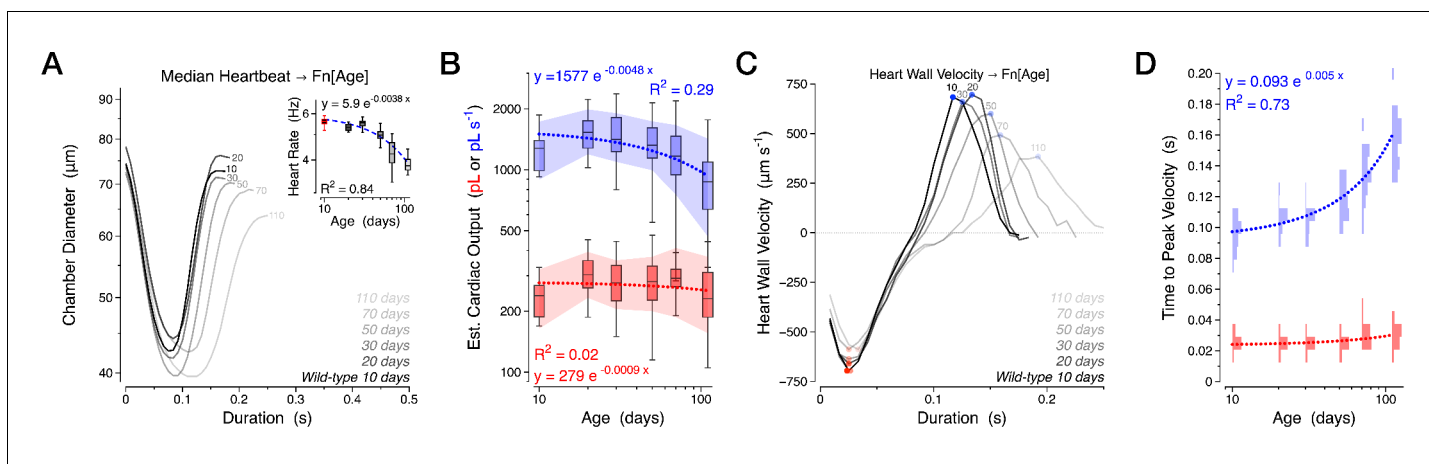 A
Median Heartbeat → Fn[Age]
Chamber Diameter (µm)
90
80
70
60
50
40
20
10
30
50
70
110
Heart Rate (Hz)
y = 5.9 e^-0.0038 x
6
4
R² = 0.84
10
100
Age (days)
110 days
70 days
50 days
30 days
20 days
Wild-type 10 days
0
0.1
0.2
0.3
0.4
0.5
Duration (s)
B
Est. Cardiac Output (pL or pL s⁻¹)
y =1577 e^-0.0048 x
R² = 0.29
2000
1000
500
200
100
R² = 0.02
y = 279 e^-0.0009 x
10
100
Age (days)
C
Heart Wall Velocity → Fn[Age]
Heart Wall Velocity (µm s⁻¹)
750
500
250
0
−250
−500
−750
10
30
20
50
70
110
110 days
70 days
50 days
30 days
20 days
Wild-type 10 days
0
0.1
0.2
Duration (s)
D
Time to Peak Velocity (s)
y = 0.093 e^0.005 x
R² = 0.73
0.20
0.18
0.16
0.14
0.12
0.10
0.08
0.06
0.04
0.02
0
10
100
Age (days)